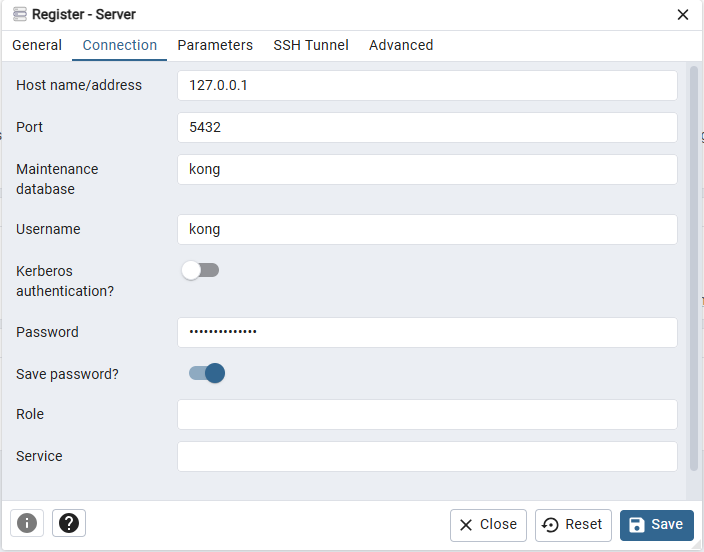 Register - Server
General Connection Parameters SSH Tunnel Advanced
Host name/address 127.0.0.1
Port 5432
Maintenance
database kong
Username kong
Kerberos
authentication?
Password ••••••••••••••
Save password?
Role
Service
Close Reset Save